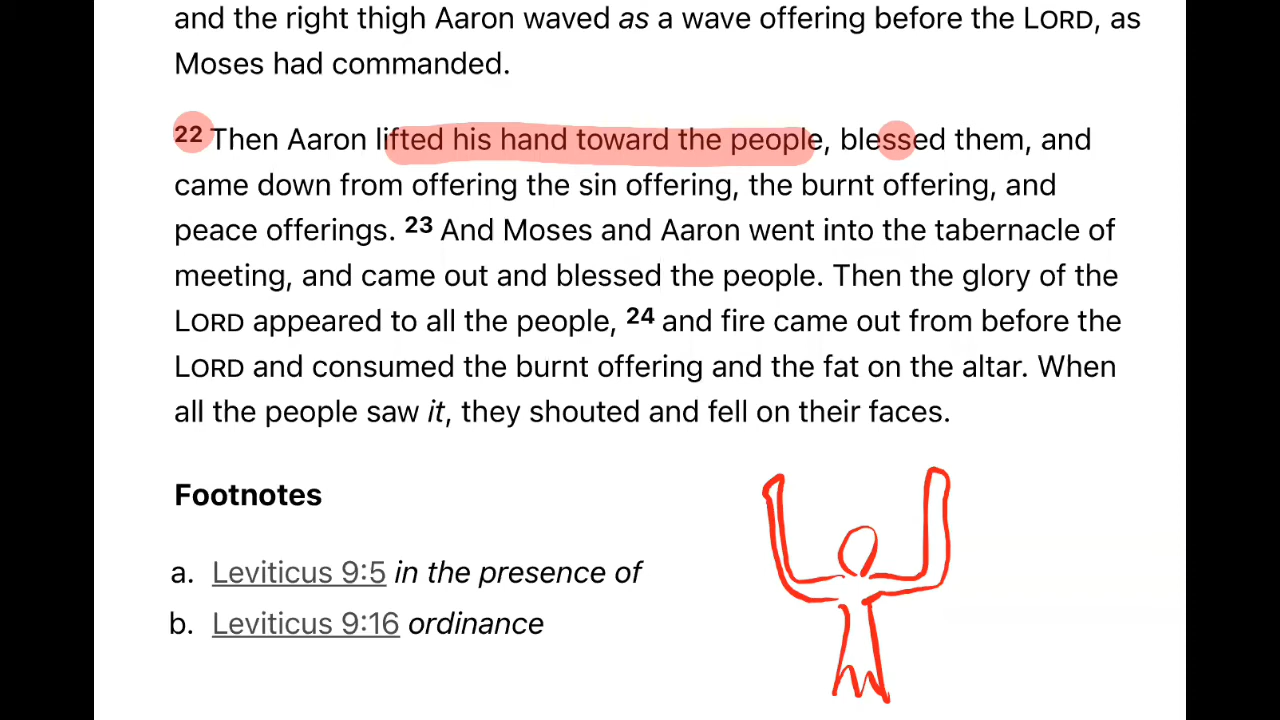 and the right thigh Aaron waved as a wave offering before the LORD, as
Moses had commanded.
22 Then Aaron lifted his hand toward the people, blessed them, and
came down from offering the sin offering, the burnt offering, and
peace offerings. 23 And Moses and Aaron went into the tabernacle of
meeting, and came out and blessed the people. Then the glory of the
LORD appeared to all the people, 24 and fire came out from before the
LORD and consumed the burnt offering and the fat on the altar. When
all the people saw it, they shouted and fell on their faces.
Footnotes
a. Leviticus 9:5 in the presence of
b. Leviticus 9:16 ordinance